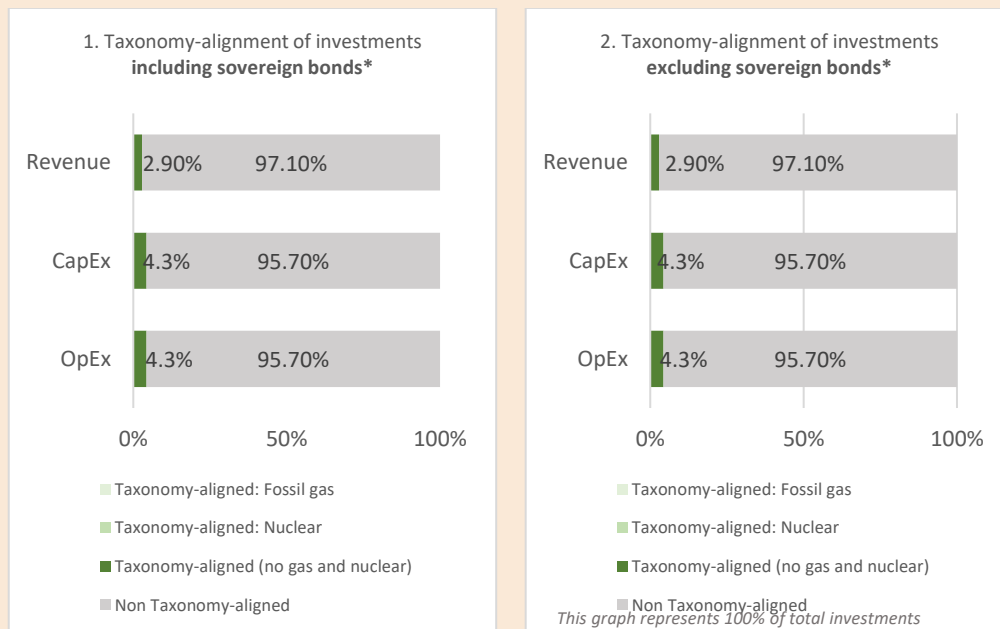 1. Taxonomy-alignment of investments
including sovereign bonds*
Revenue 2.90% 97.10%
CapEx 4.3% 95.70%
OpEx 4.3% 95.70%
0% 50% 100%
Taxonomy-aligned: Fossil gas
Taxonomy-aligned: Nuclear
Taxonomy-aligned (no gas and nuclear)
Non Taxonomy-aligned
2. Taxonomy-alignment of investments
excluding sovereign bonds*
Revenue 2.90% 97.10%
CapEx 4.3% 95.70%
OpEx 4.3% 95.70%
0% 50% 100%
Taxonomy-aligned: Fossil gas
Taxonomy-aligned: Nuclear
Taxonomy-aligned (no gas and nuclear)
Non Taxonomy-aligned
This graph represents 100% of total investments